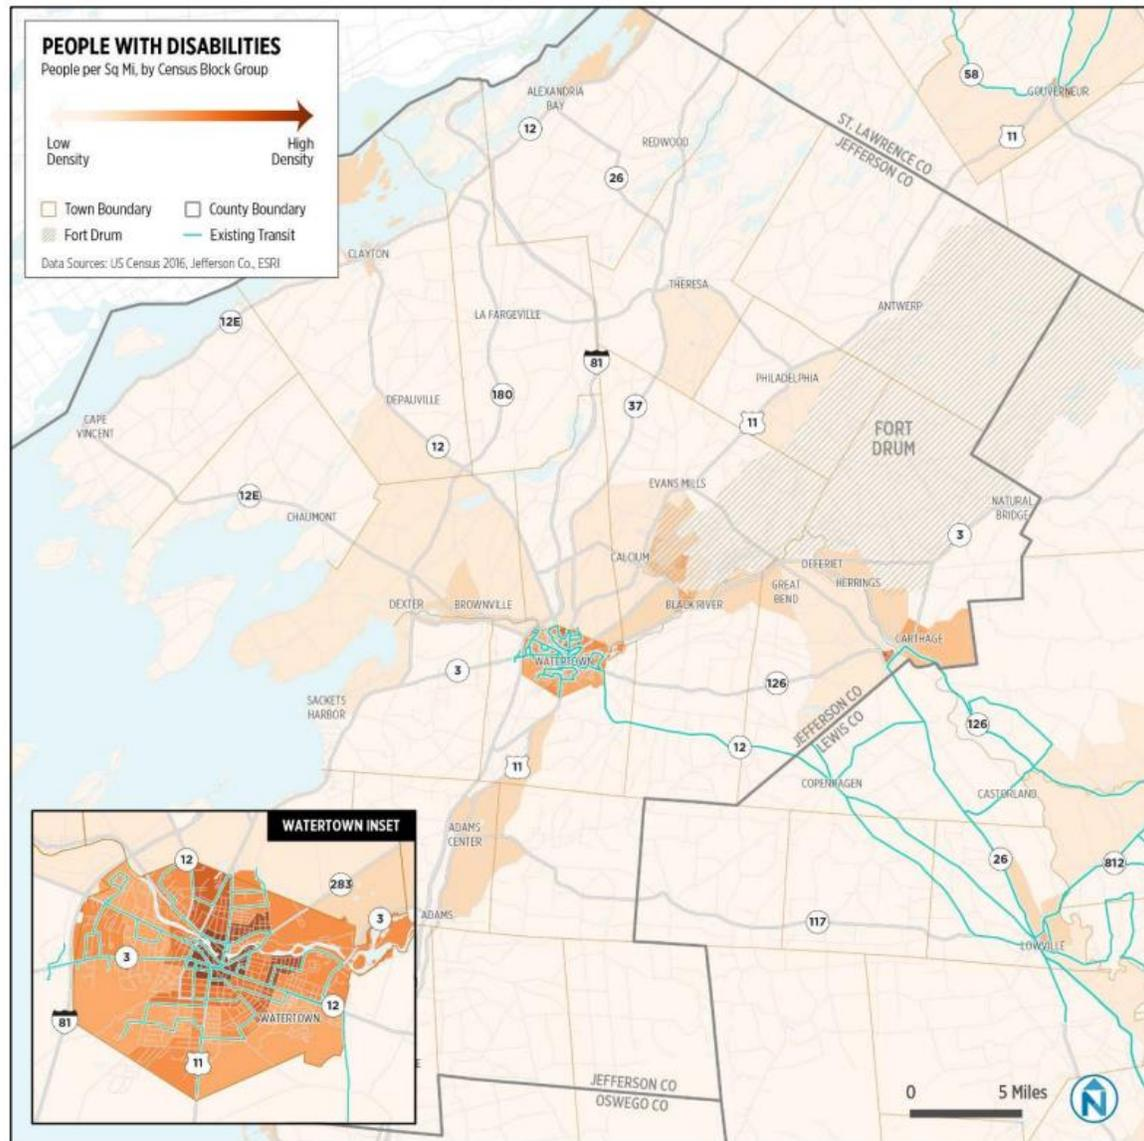 PEOPLE WITH DISABILITIES
People per Sq Mi, by Census Block Group
Low Density
High Density
Town Boundary
County Boundary
Fort Drum
Existing Transit
Data Sources: US Census 2016, Jefferson Co., ESRI
58
GOUVERNEUR
ALEXANDRIA
BAY
12
11
ST. LAWRENCE CO
JEFFERSON CO
REDWOOD
26
CLAYTON
THERESA
ANTWERP
LA FARGEVILLE
12E
81
PHILADELPHIA
180
DEPAUVILLE
37
CAPE
VINCENT
11
FORT
DRUM
12
EVANS MILLS
12E
NATURAL
BRIDGE
CHAUMONT
3
CALCIUM
DEFERIET
HERRINGS
GREAT
BEND
DEXTER
BROWNVILLE
BLACK RIVER
CARTHAGE
WATERTOWN
3
126
SACKETS
HARBOR
JEFFERSON CO
LEWIS CO
126
12
11
COPENHAGEN
CASTORLAND
ADAMS
CENTER
26
812
ADAMS
117
LOWVILLE
WATERTOWN INSET
12
283
3
3
12
81
WATERTOWN
11
E
JEFFERSON CO
OSWEGO CO
0 5 Miles
N